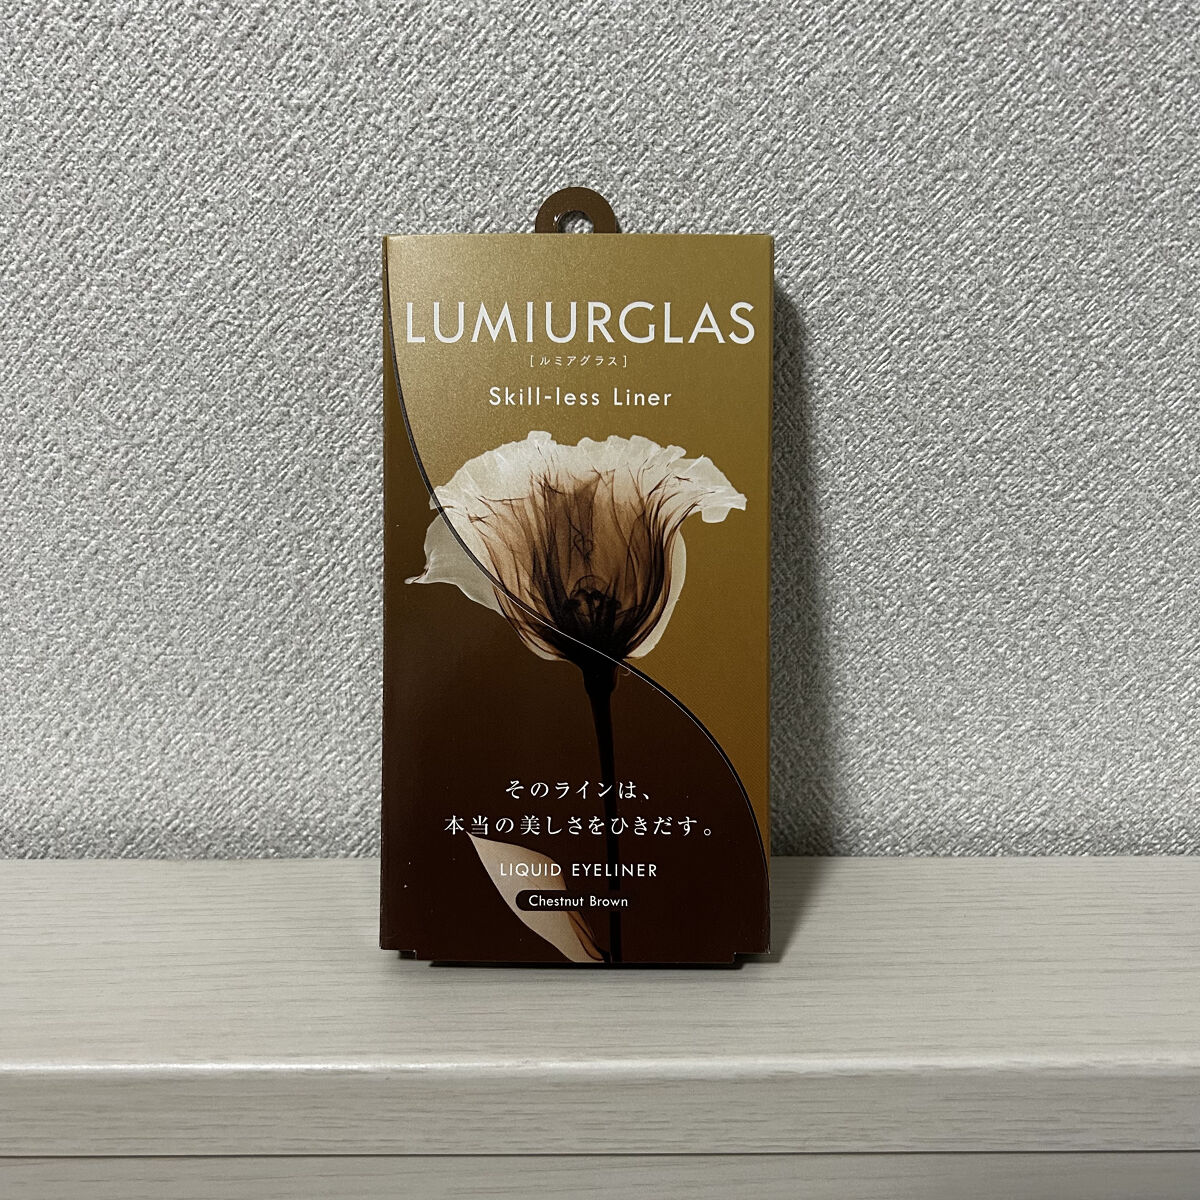 LUMIURGLAS
[ルミアグラス]
Skill-less Liner
そのラインは、
本当の美しさをひきだす。
LIQUID EYELINER
Chestnut Brown